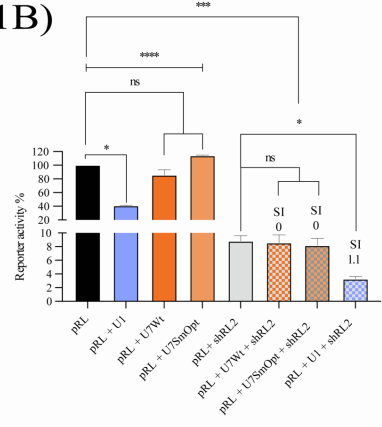 1B)
***
****
ns
*
*
ns
SI
0
SI
0
SI
1.1
Reporter activity %
120
100
80
60
40
20
10
8
6
4
2
0
pRL
pRL + U1
pRL + U7Wt
pRL + U7SmOpt
pRL+ shRL2
pRL + U7Wt + shRL2
pRL + U7SmOpt + shRL2
pRL + U1 + shRL2